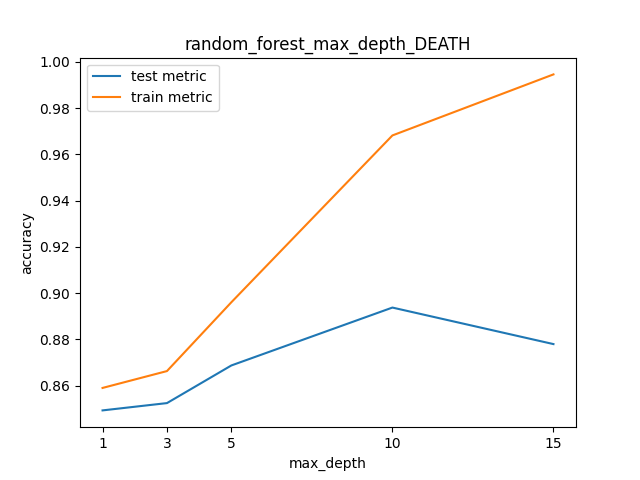 random_forest_max_depth_DEATH
test metric
train metric
1.00
0.98
0.96
0.94
0.92
0.90
0.88
0.86
accuracy
1 3 5 10 15
max_depth